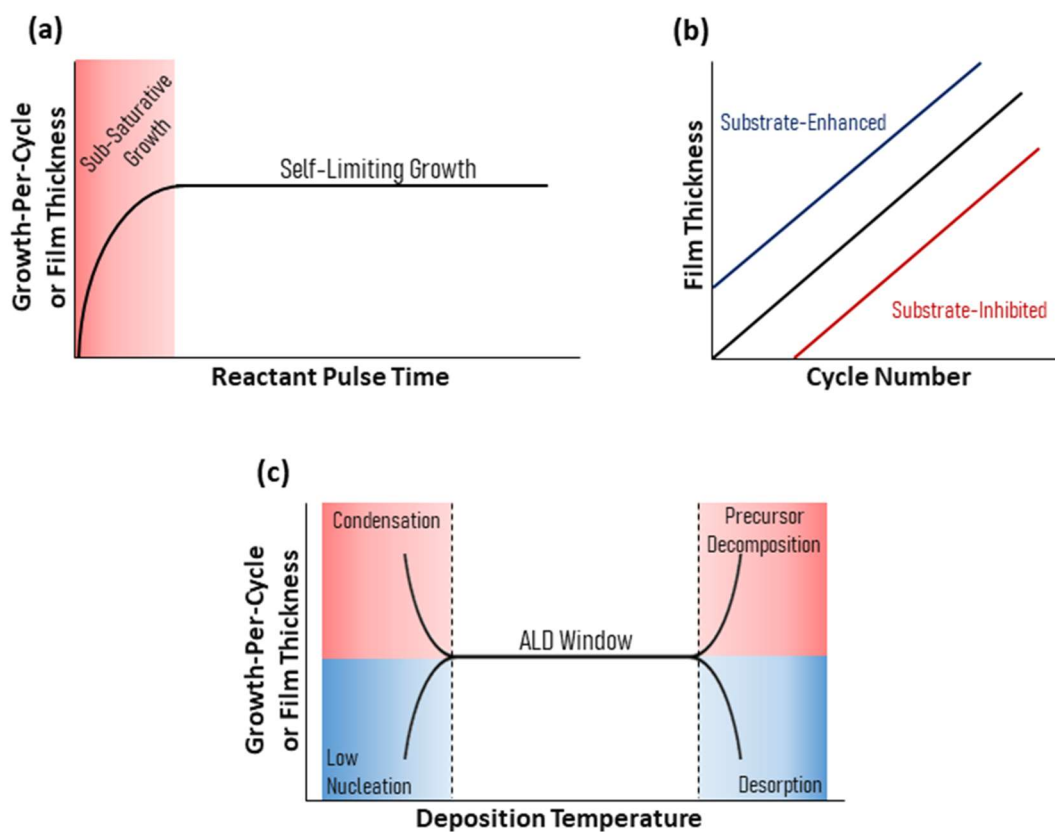 (a)
Sub-Saturative
Growth
Self-Limiting Growth
Growth-Per-Cycle
or Film Thickness
Reactant Pulse Time
(b)
Substrate-Enhanced
Substrate-Inhibited
Film Thickness
Cycle Number
(c)
Condensation
Precursor
Decomposition
ALD Window
Low
Nucleation
Desorption
Growth-Per-Cycle
or Film Thickness
Deposition Temperature